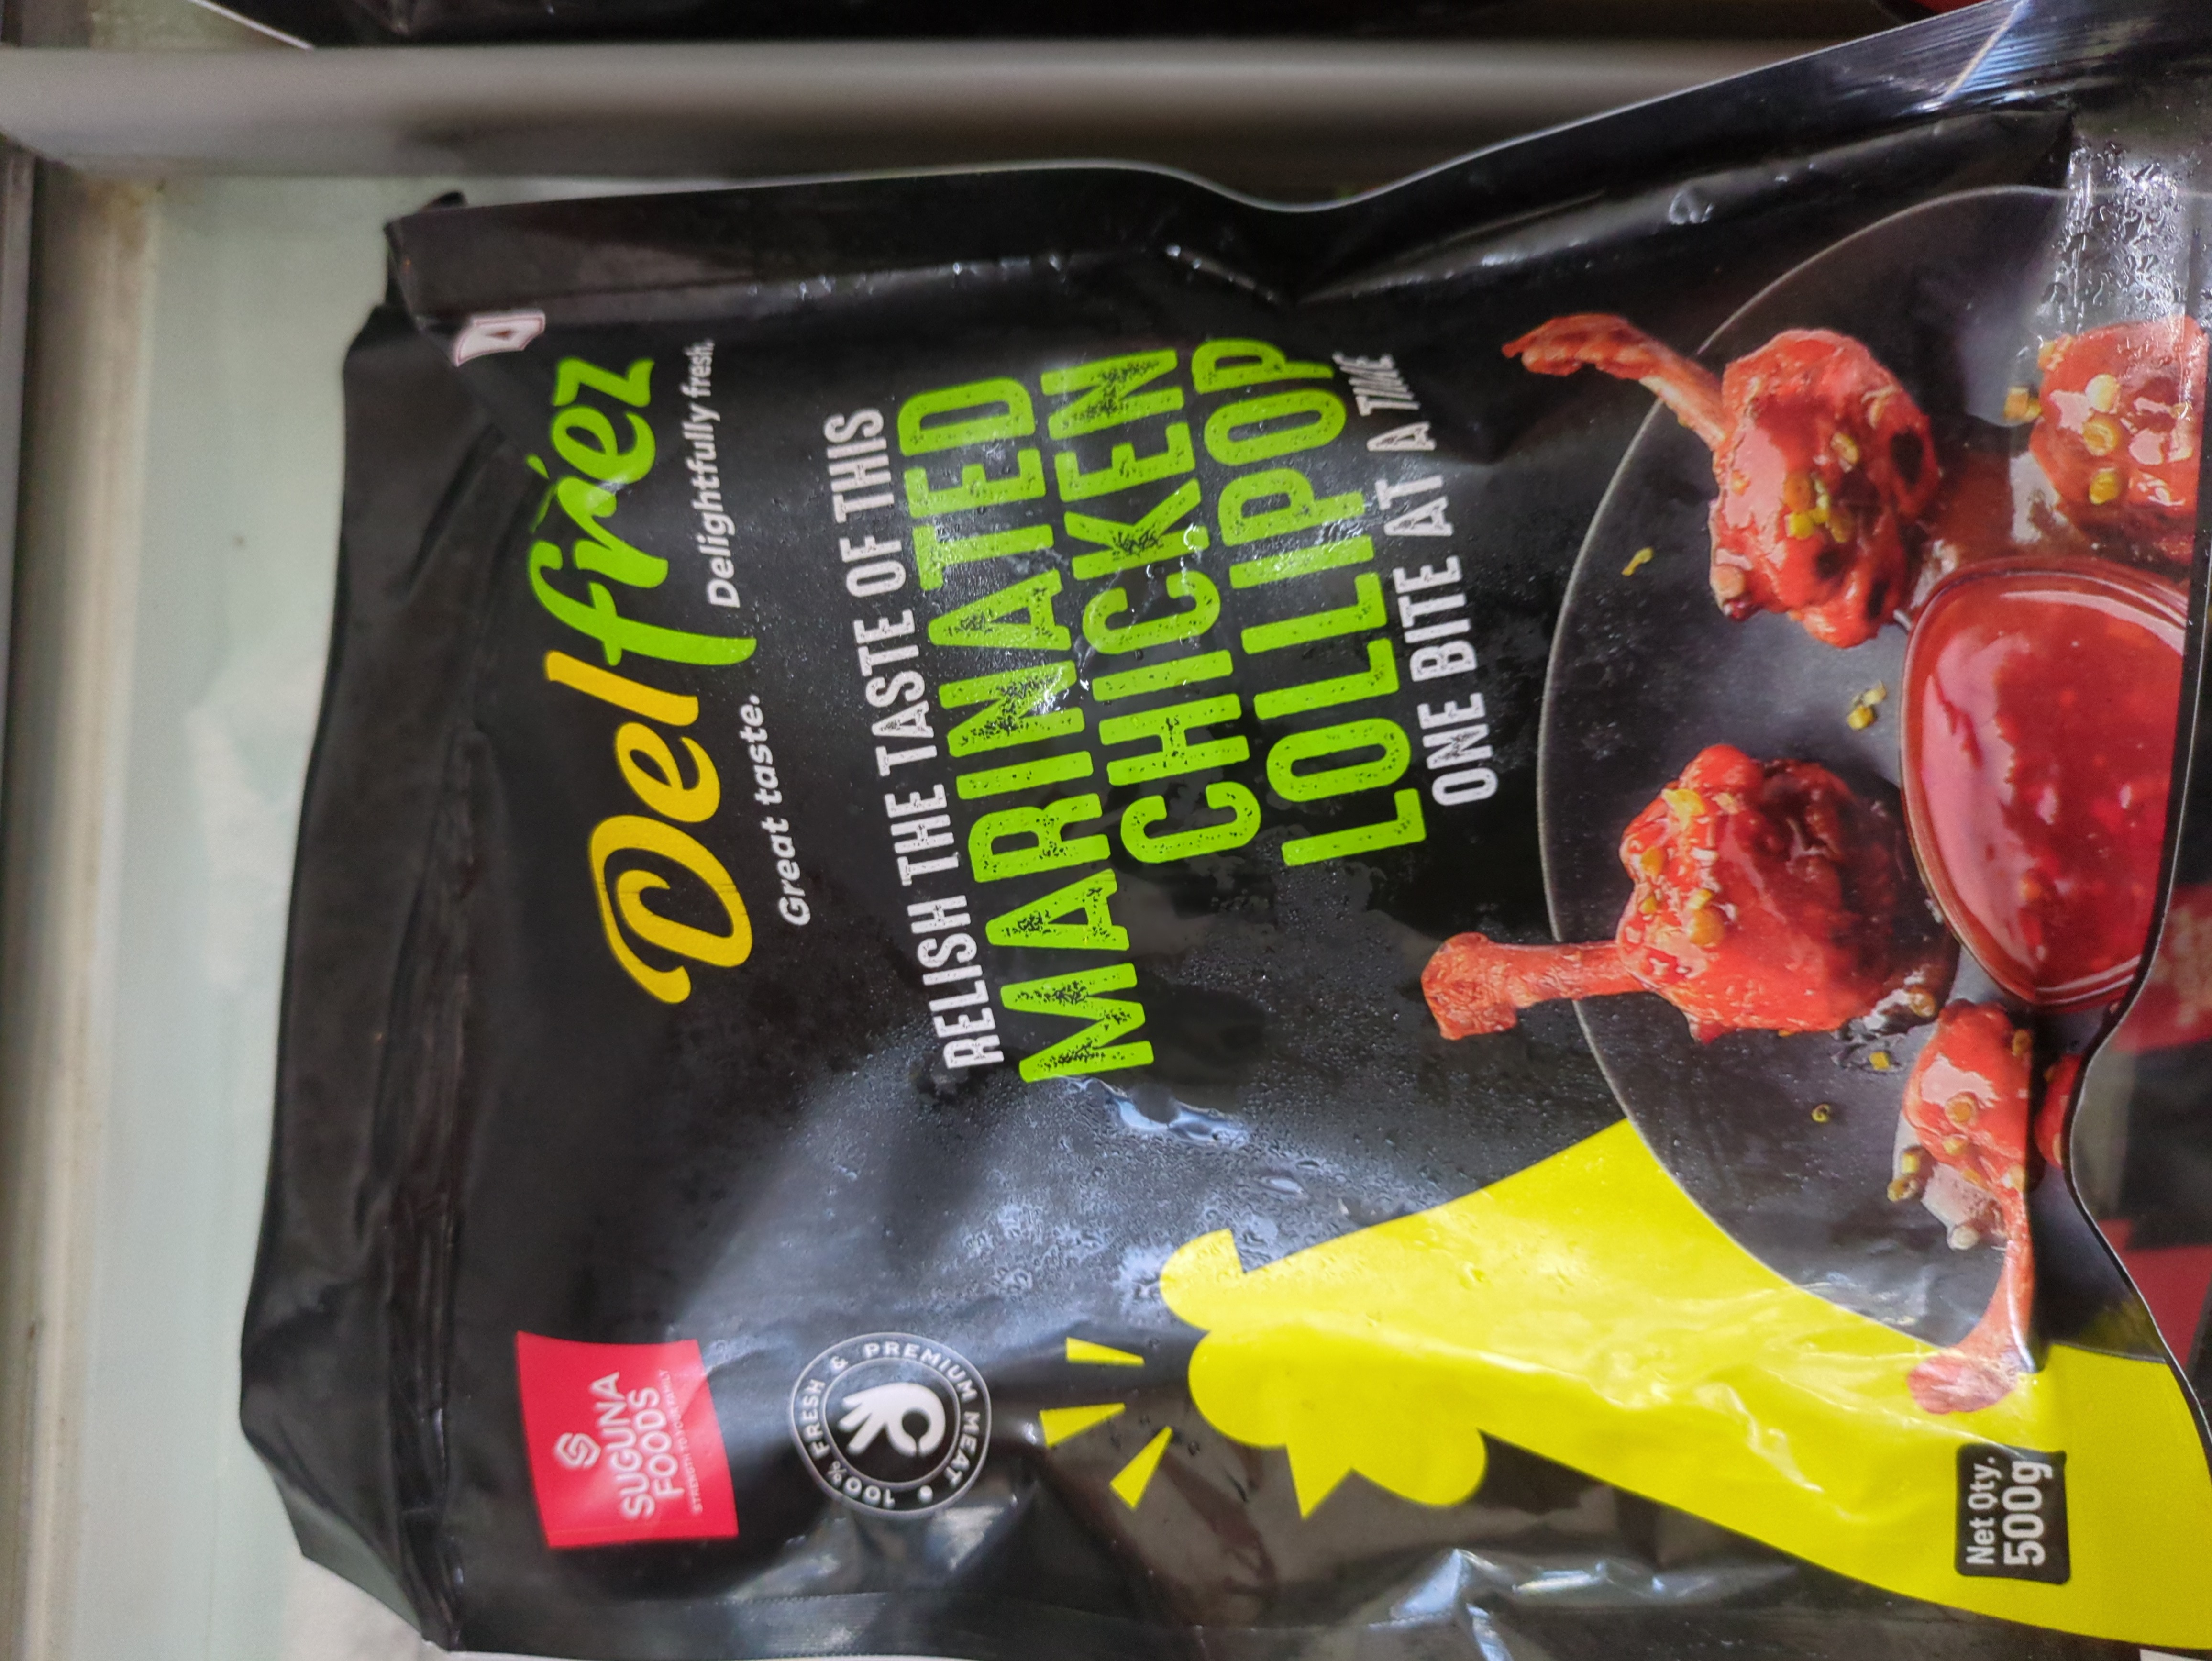 SUGUNA
FOODS
Delfrez
Great taste. Delightfully fresh.
100% FRESH & PREMIUM MEAT
RELISH THE TASTE OF THIS
MARINATED
CHICKEN
LOLLIPOP
ONE BITE AT A TIME
Net Qty.
500g